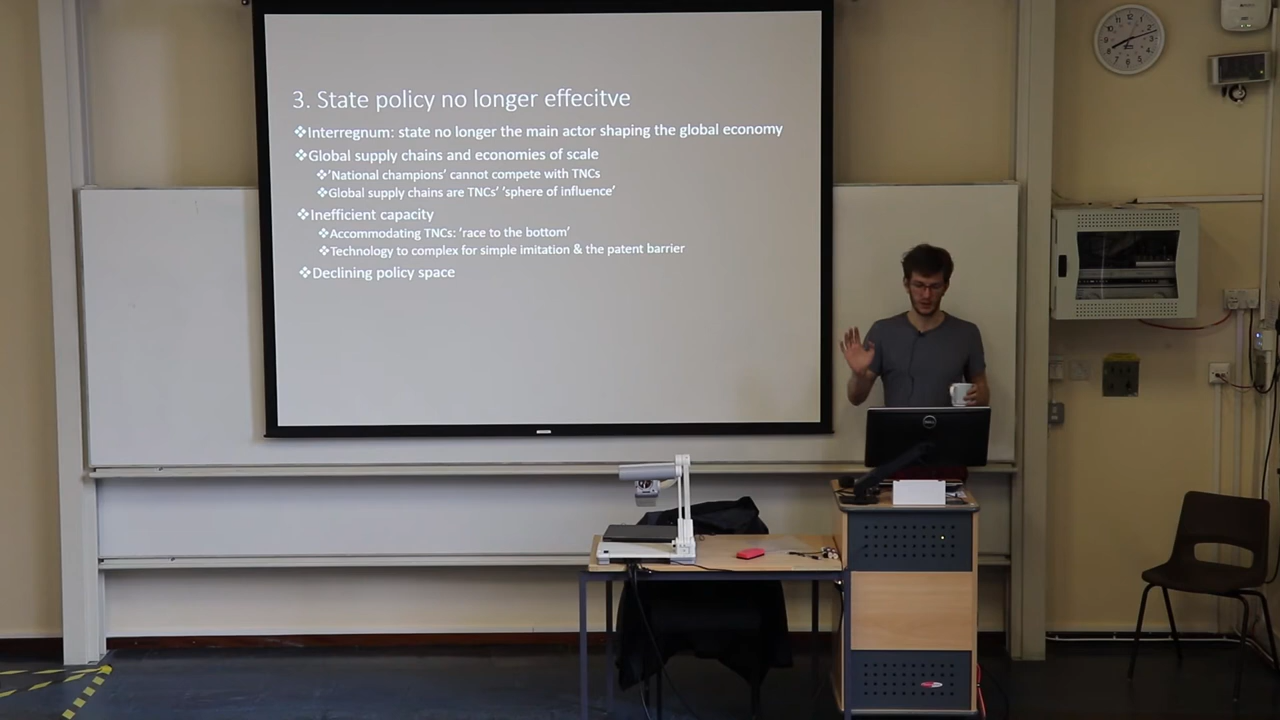 3. State policy no longer effecitve
❖Interregnum: state no longer the main actor shaping the global economy
❖Global supply chains and economies of scale
❖'National champions' cannot compete with TNCs
❖Global supply chains are TNCs' 'sphere of influence'
❖Inefficient capacity
❖Accommodating TNCs: 'race to the bottom'
❖Technology to complex for simple imitation & the patent barrier
❖Declining policy space
DELL